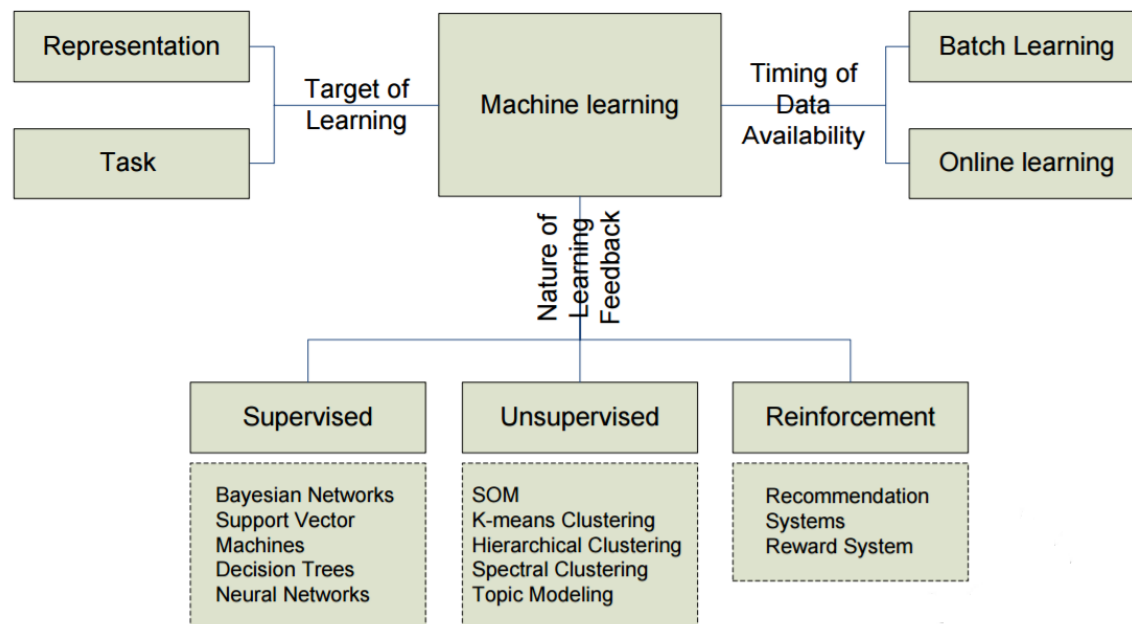 Representation
Task
Target of
Learning
Machine learning
Timing of
Data
Availability
Batch Learning
Online learning
Nature of
Learning
Feedback
Supervised
Bayesian Networks
Support Vector
Machines
Decision Trees
Neural Networks
Unsupervised
SOM
K-means Clustering
Hierarchical Clustering
Spectral Clustering
Topic Modeling
Reinforcement
Recommendation
Systems
Reward System